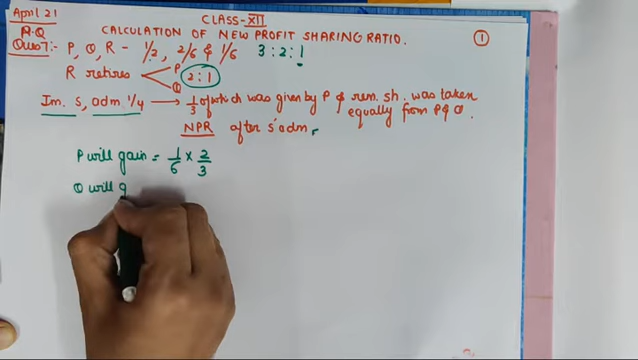 April 21
CLASS-XII
P.Q CALCULATION OF NEW PROFIT SHARING RATIO. 1
Ques7:- P, Q, R - 1/2, 2/6 & 1/6 3:2:1
R retires P Q 2:1
Im. S, adm. 1/4 → 1/3 of which was given by P & rem. sh. was taken
equally from P & Q.
NPR after S' adm.
P will gain = 1/6 × 2/3
Q will g